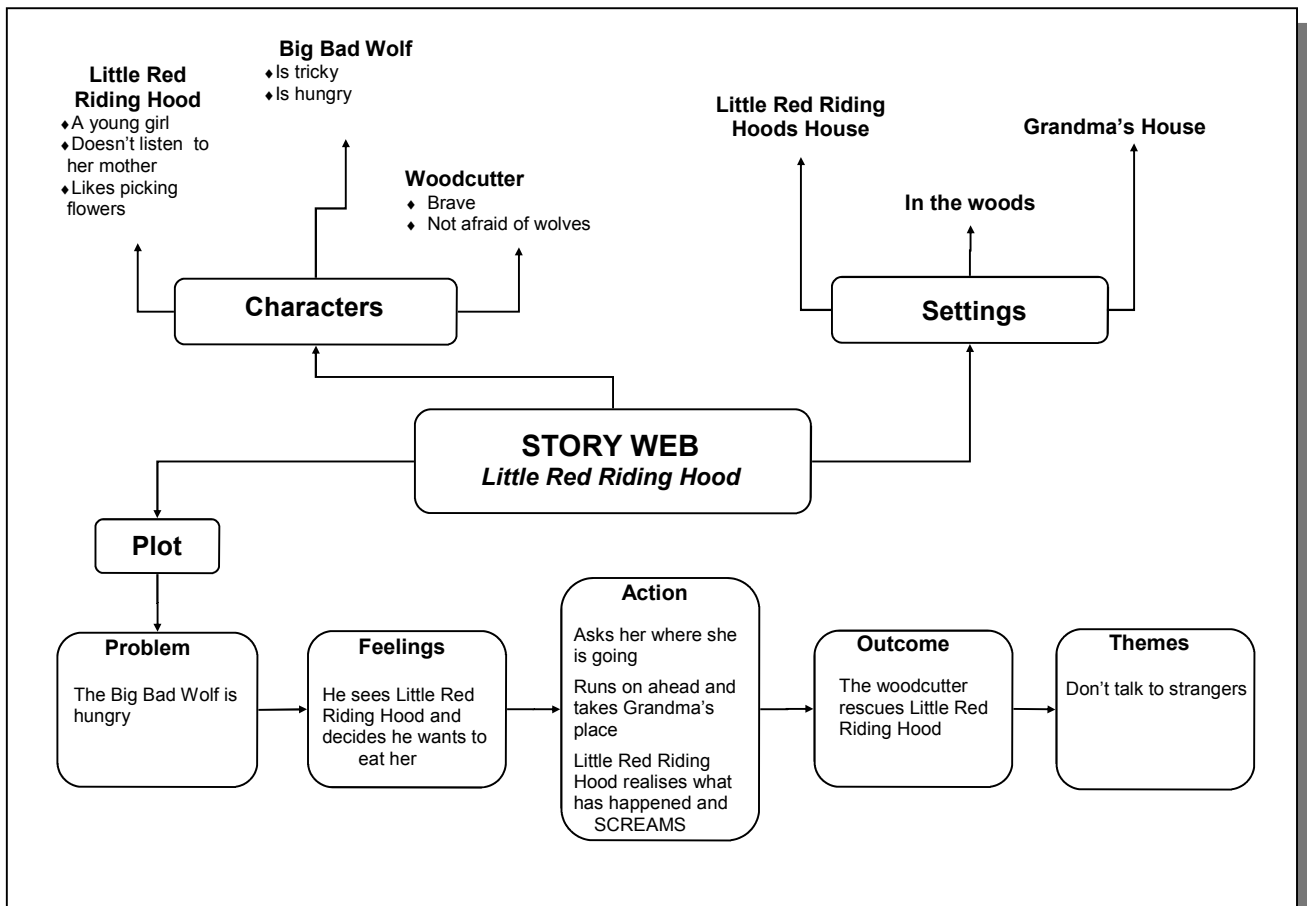 Little Red
Riding Hood
♦A young girl
♦Doesn’t listen to
her mother
♦Likes picking
flowers
Big Bad Wolf
♦Is tricky
♦Is hungry
Woodcutter
♦ Brave
♦ Not afraid of wolves
Characters
Little Red Riding
Hoods House
In the woods
Grandma’s House
Settings
STORY WEB
Little Red Riding Hood
Plot
Problem
The Big Bad Wolf is
hungry
Feelings
He sees Little Red
Riding Hood and
decides he wants to
eat her
Action
Asks her where she
is going
Runs on ahead and
takes Grandma’s
place
Little Red Riding
Hood realises what
has happened and
SCREAMS
Outcome
The woodcutter
rescues Little Red
Riding Hood
Themes
Don’t talk to strangers